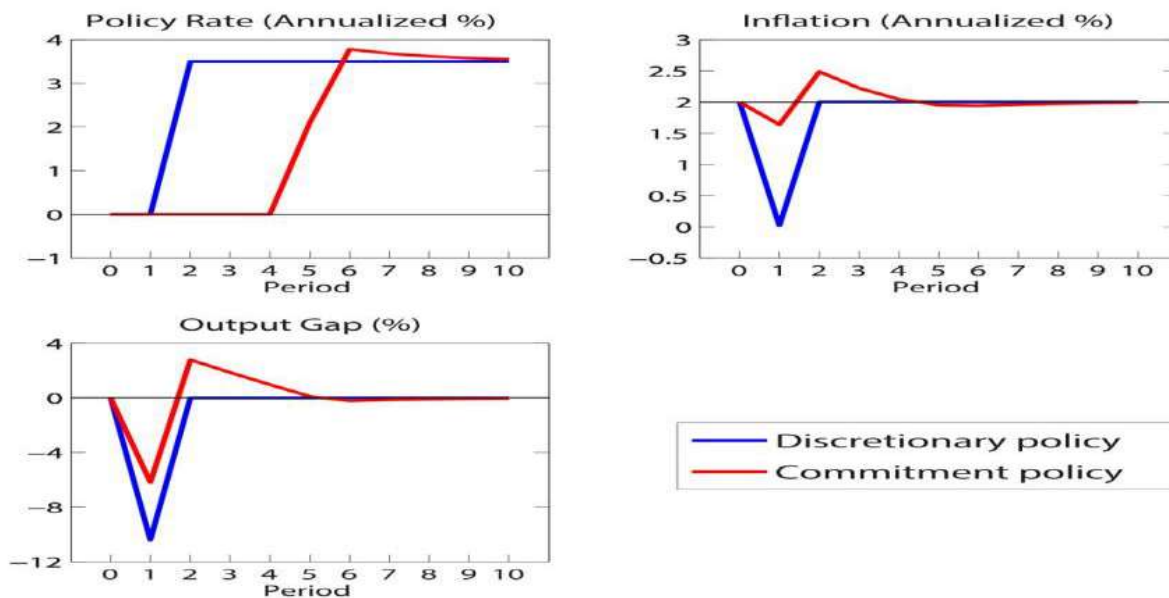 Policy Rate (Annualized %)
4
3
2
1
0
−1
0 1 2 3 4 5 6 7 8 9 10
Period
Inflation (Annualized %)
3
2.5
2
1.5
1
0.5
0
−0.5
0 1 2 3 4 5 6 7 8 9 10
Period
Output Gap (%)
4
0
−4
−8
−12
0 1 2 3 4 5 6 7 8 9 10
Period
Discretionary policy
Commitment policy